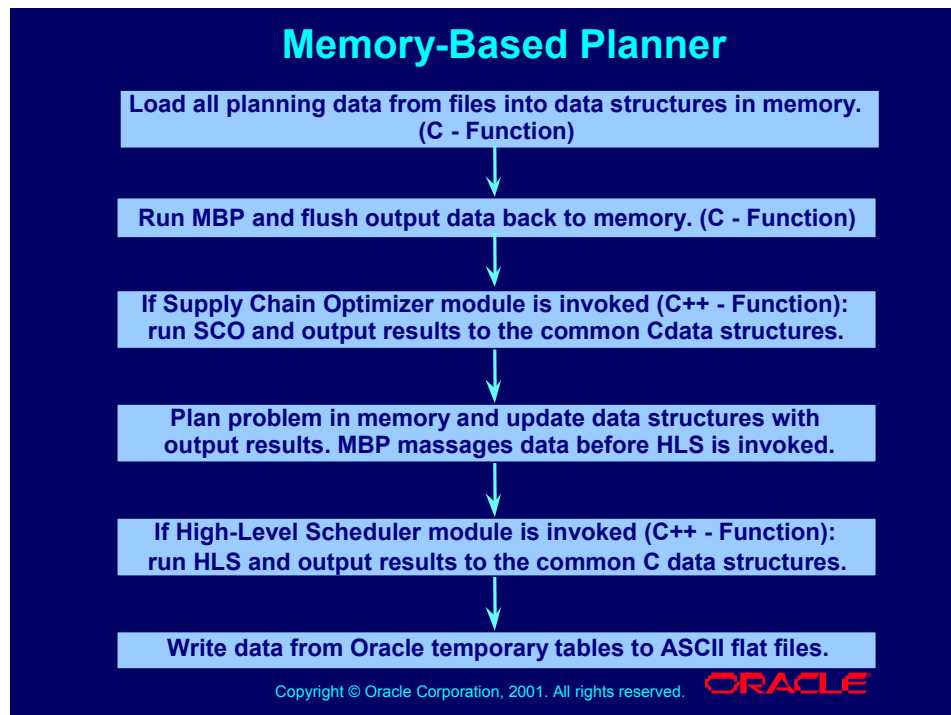 Memory-Based Planner
Load all planning data from files into data structures in memory.
(C - Function)
Run MBP and flush output data back to memory. (C - Function)
If Supply Chain Optimizer module is invoked (C++ - Function):
run SCO and output results to the common Cdata structures.
Plan problem in memory and update data structures with
output results. MBP massages data before HLS is invoked.
If High-Level Scheduler module is invoked (C++ - Function):
run HLS and output results to the common C data structures.
Write data from Oracle temporary tables to ASCII flat files.
Copyright © Oracle Corporation, 2001. All rights reserved.
ORACLE